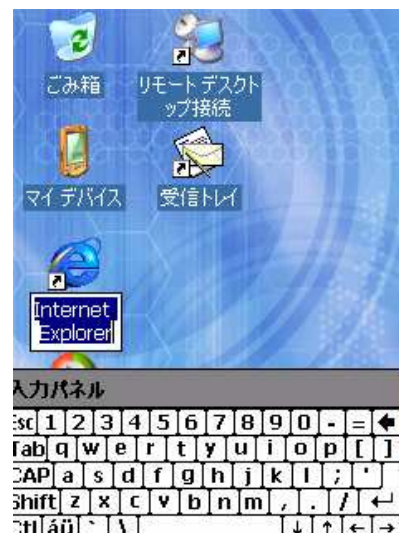 ごみ箱
リモート デスクト
ップ接続
マイ デバイス
受信トレイ
Internet
Explorer
入力パネル
Esc 1 2 3 4 5 6 7 8 9 0 - =
Tab q w e r t y u i o p [ ]
CAP a s d f g h j k l ; '
Shift z x c v b n m , . /
Ctl áü ` \